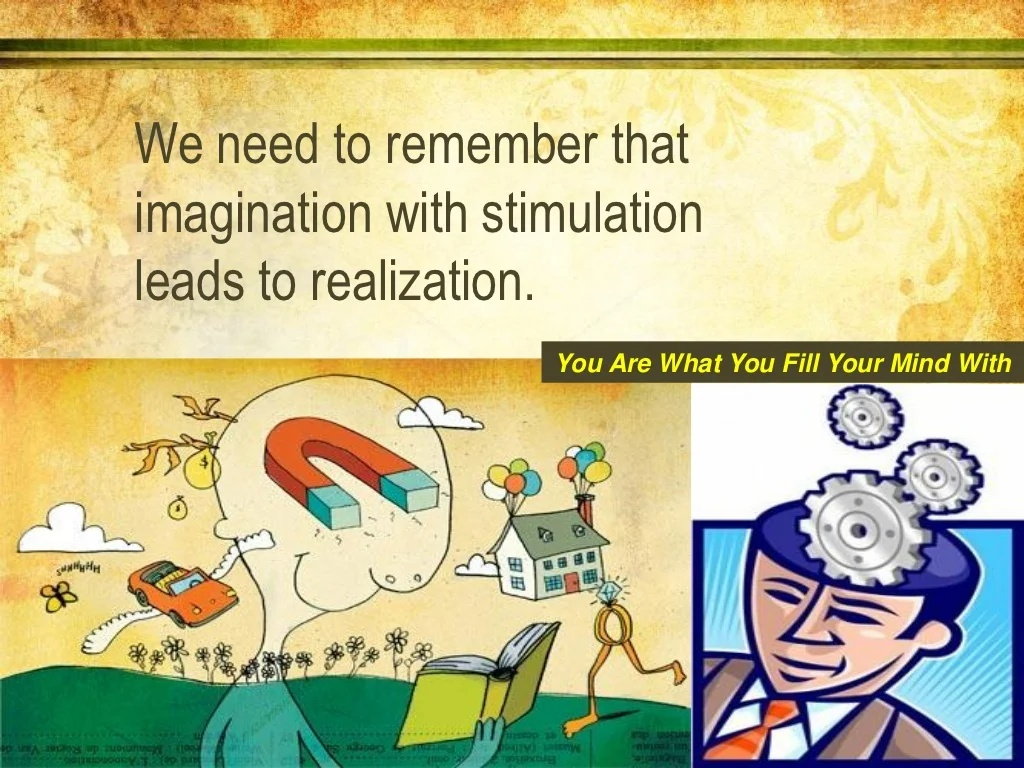 We need to remember that
imagination with stimulation
leads to realization.
You Are What You Fill Your Mind With
$